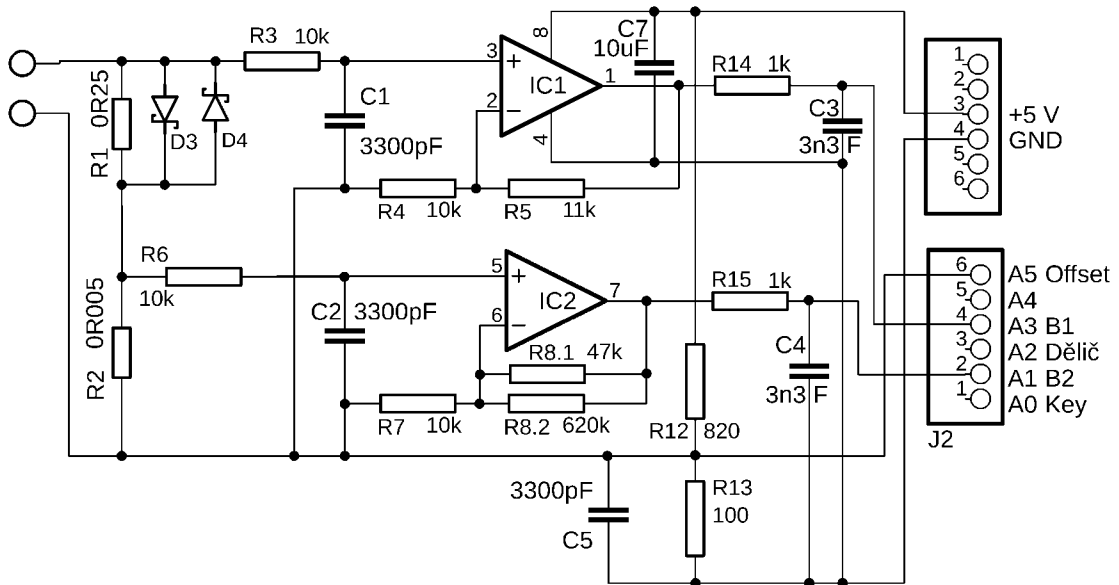 R3 10k
R1 0R25
D3
D4
C1
3300pF
3
2
+
−
IC1
8
4
1
C7
10uF
R14 1k
C3
3n3 F
1
2
3
4
5
6
+5 V
GND
R4 10k
R5 11k
R6
10k
R2 0R005
C2 3300pF
5
6
+
−
IC2
7
R8.1 47k
R7 10k
R8.2 620k
R15 1k
C4
3n3 F
R12 820
R13
100
3300pF
C5
6
5
4
3
2
1
A5 Offset
A4
A3 B1
A2 Dělič
A1 B2
A0 Key
J2